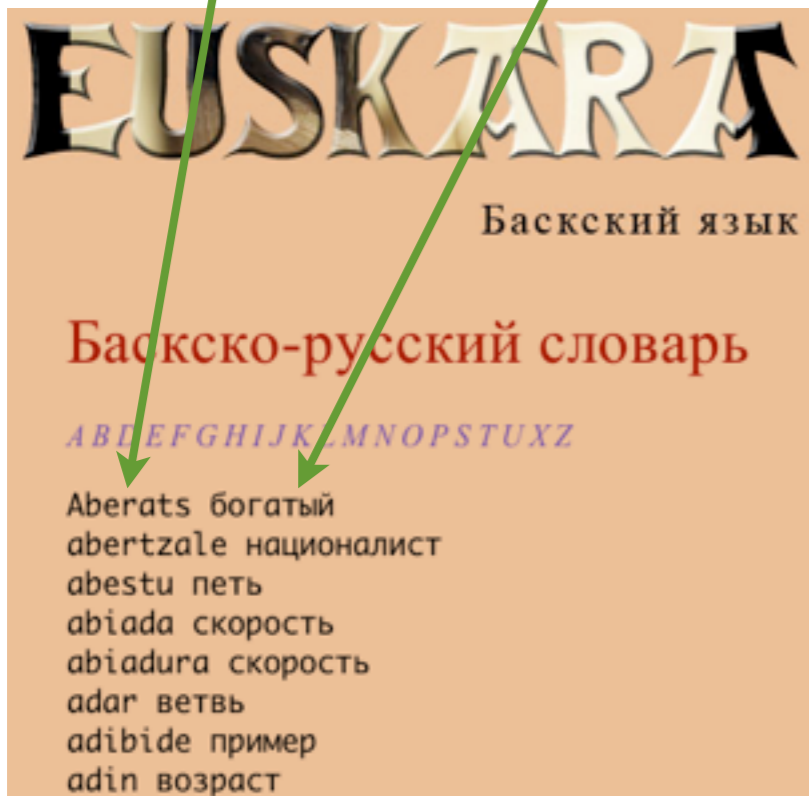 EUSKARA
Баскский язык
Баскско-русский словарь
A B D E F G H I J K L M N O P S T U X Z
Aberats богатый
abertzale националист
abestu петь
abiada скорость
abiadura скорость
adar ветвь
adibide пример
adin возраст